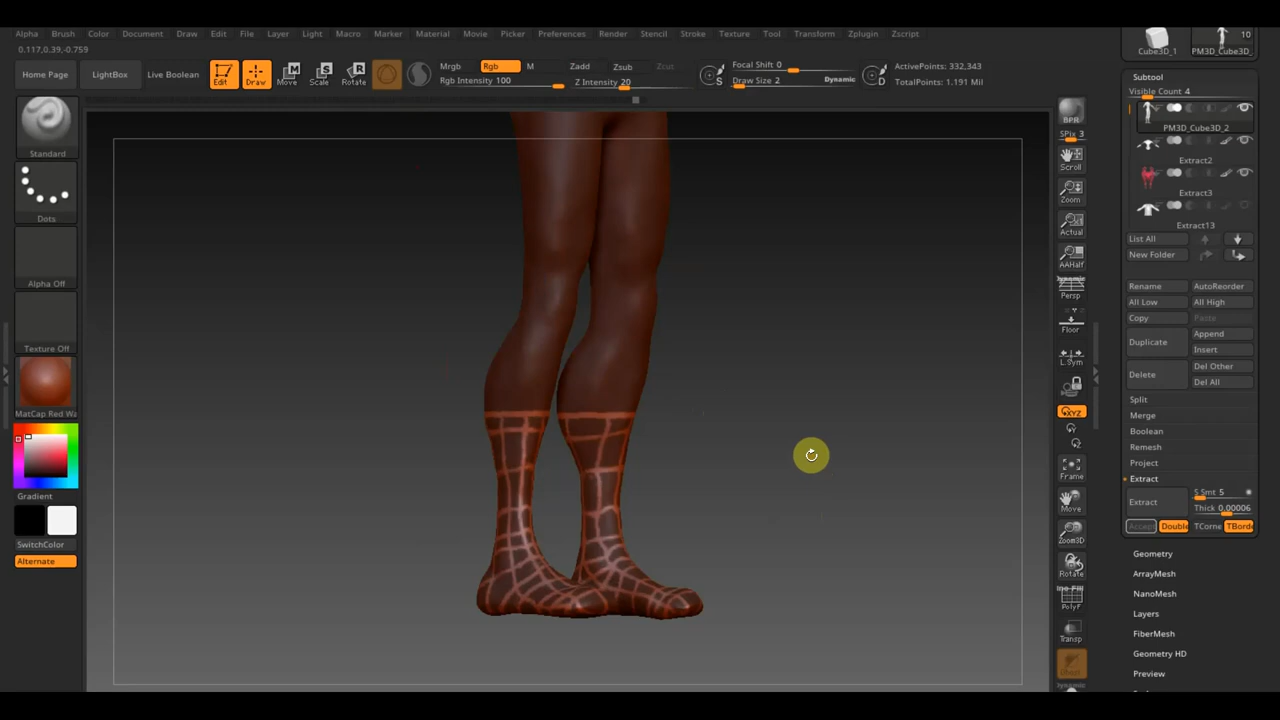 Alpha Brush Color Document Draw Edit File Layer Light Macro Marker Material Movie Picker Preferences Render Stencil Stroke Texture Tool Transform Zplugin Zscript
0.117,0.39,-0.759
Home Page LightBox Live Boolean Edit Draw Move Scale Rotate Mrgb Rgb M Zadd Zsub Zcut Focal Shift 0 ActivePoints: 332,343
Rgb Intensity 100 Z Intensity 20 S Draw Size 2 Dynamic D TotalPoints: 1.191 Mil
Standard
Dots
Alpha Off
Texture Off
MatCap Red Wa
Gradient
SwitchColor
Alternate
BPR
SPix 3
Scroll
Zoom
Actual
AAHalf
Dynamic
Persp
Floor
L.Sym
XYZ
Y
Z
Frame
Move
Zoom3D
Rotate
PolyF
Transp
Dynamic
10
Cube3D_1 PM3D_Cube3D_
Subtool
Visible Count 4
PM3D_Cube3D_2
Extract2
Extract3
Extract13
List All
New Folder
Rename AutoReorder
All Low All High
Copy Paste
Duplicate Append
Insert
Delete Del Other
Del All
Split
Merge
Boolean
Remesh
Project
Extract
Extract S Smt 5
Thick 0.00006
Accept Double TCorne TBorde
Geometry
ArrayMesh
NanoMesh
Layers
FiberMesh
Geometry HD
Preview